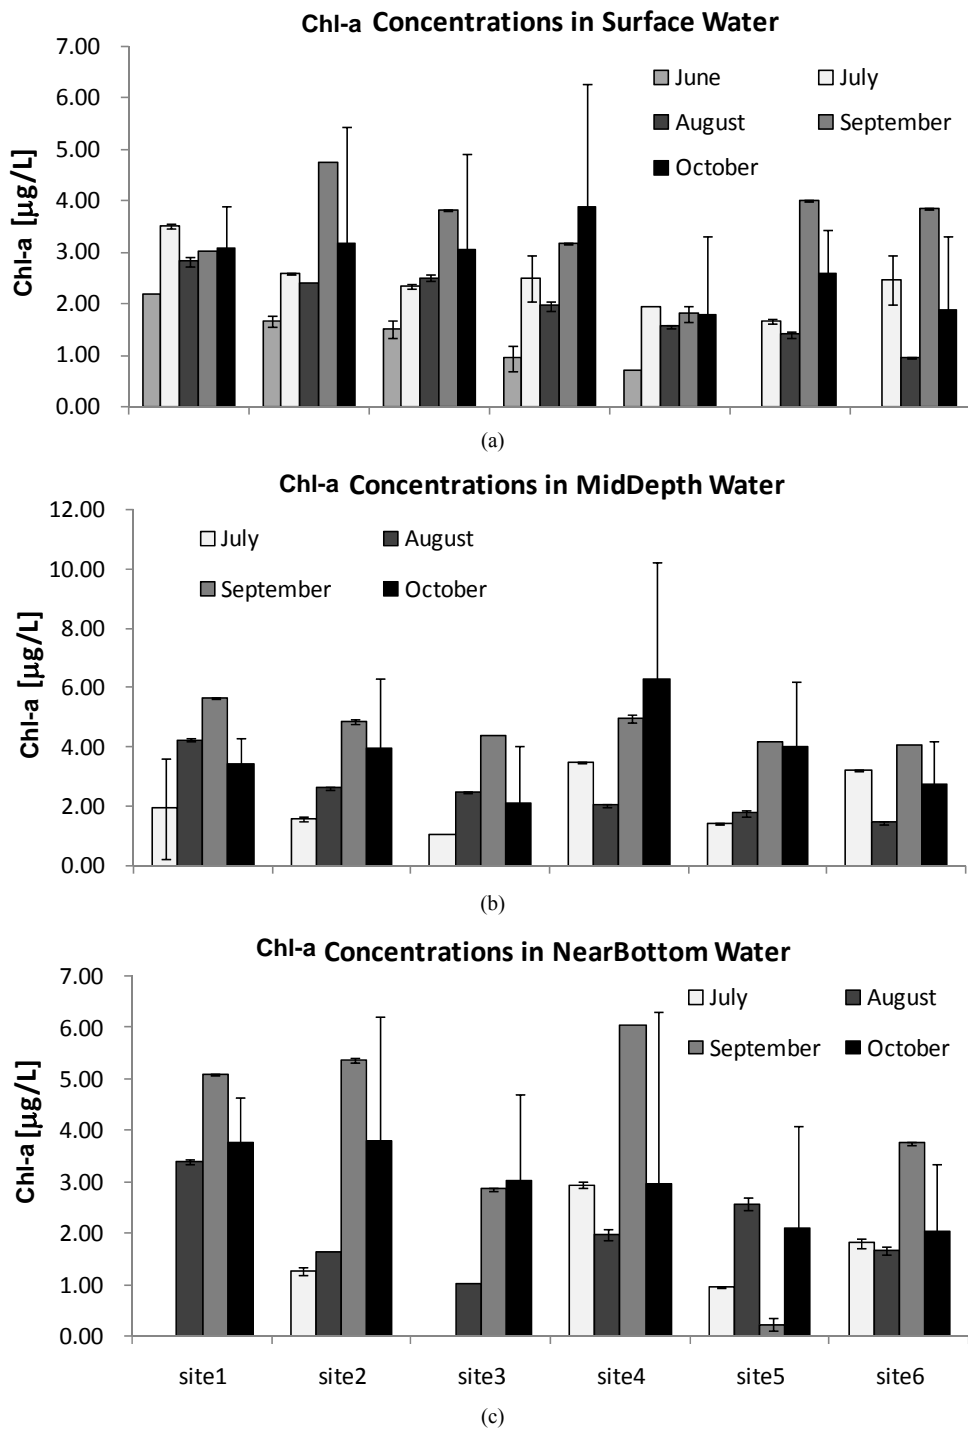 Chl-a Concentrations in Surface Water
7.00
6.00
5.00
4.00
3.00
2.00
1.00
0.00
Chl-a [µg/L]
June July
August September
October
(a)
Chl-a Concentrations in MidDepth Water
12.00
10.00
8.00
6.00
4.00
2.00
0.00
Chl-a [µg/L]
July August
September October
(b)
Chl-a Concentrations in NearBottom Water
7.00
6.00
5.00
4.00
3.00
2.00
1.00
0.00
Chl-a [µg/L]
July August
September October
site1 site2 site3 site4 site5 site6
(c)